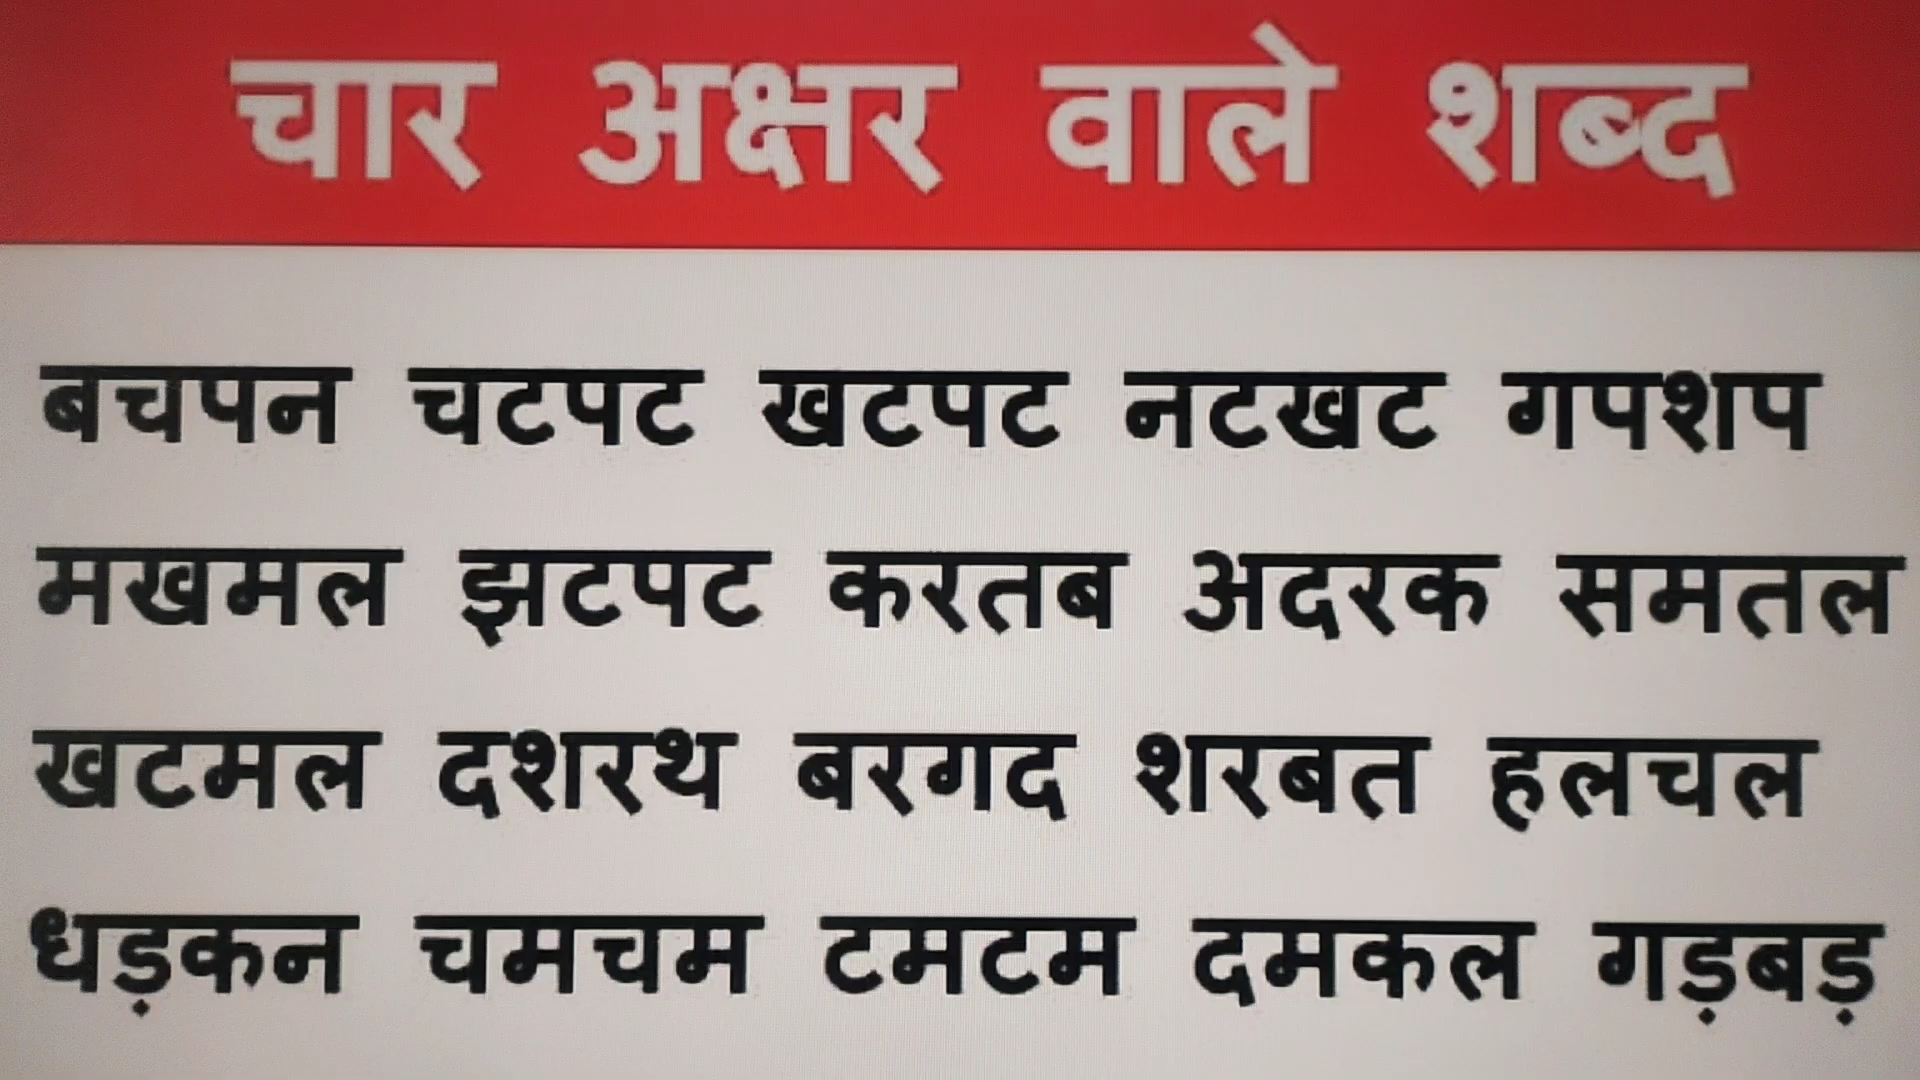 चार अक्षर वाले शब्द
बचपन चटपट खटपट नटखट गपशप
मखमल झटपट करतब अदरक समतल
खटमल दशरथ बरगद शरबत हलचल
धड़कन चमचम टमटम दमकल गड़बड़